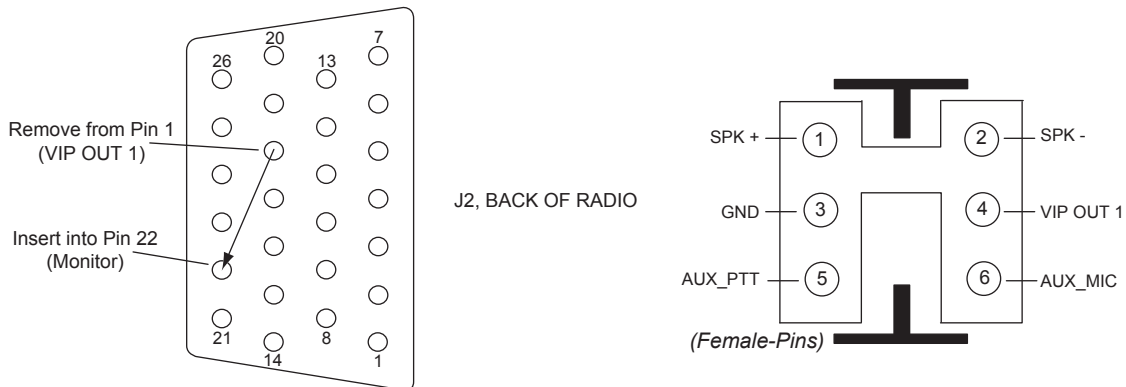 20
7
26
13
Remove from Pin 1
(VIP OUT 1)
J2, BACK OF RADIO
Insert into Pin 22
(Monitor)
21
8
14
1
SPK +
1
2
SPK -
GND
3
4
VIP OUT 1
AUX_PTT
5
6
AUX_MIC
(Female-Pins)